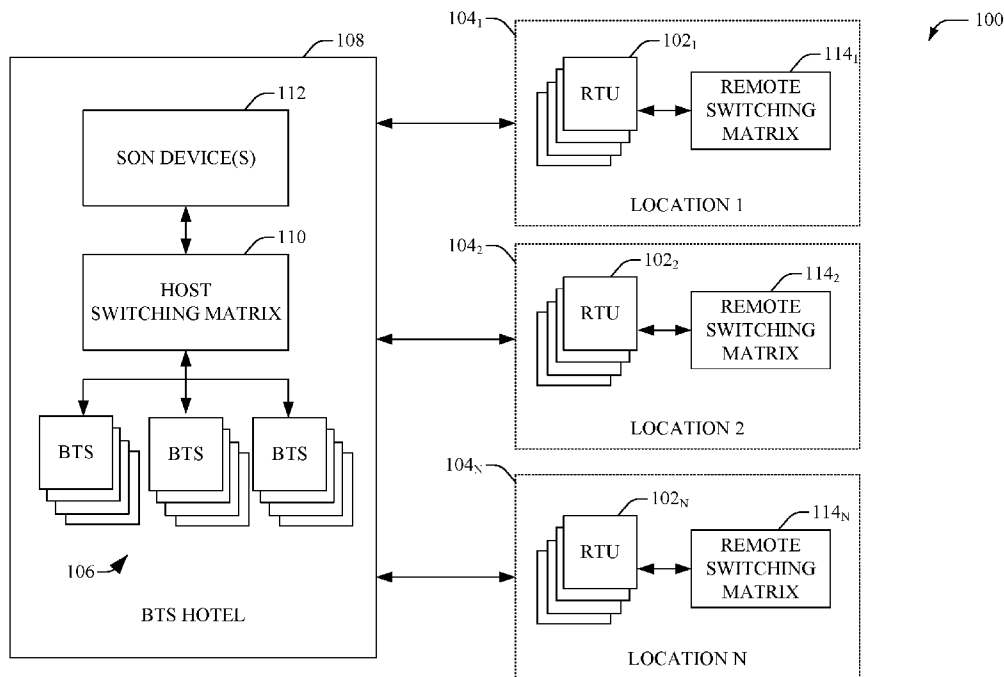 108
112
SON DEVICE(S)
110
HOST
SWITCHING MATRIX
BTS
BTS
BTS
106
BTS HOTEL
104₁
102₁
114₁
RTU
REMOTE
SWITCHING
MATRIX
LOCATION 1
104₂
102₂
114₂
RTU
REMOTE
SWITCHING
MATRIX
LOCATION 2
104N
102N
114N
RTU
REMOTE
SWITCHING
MATRIX
LOCATION N
100